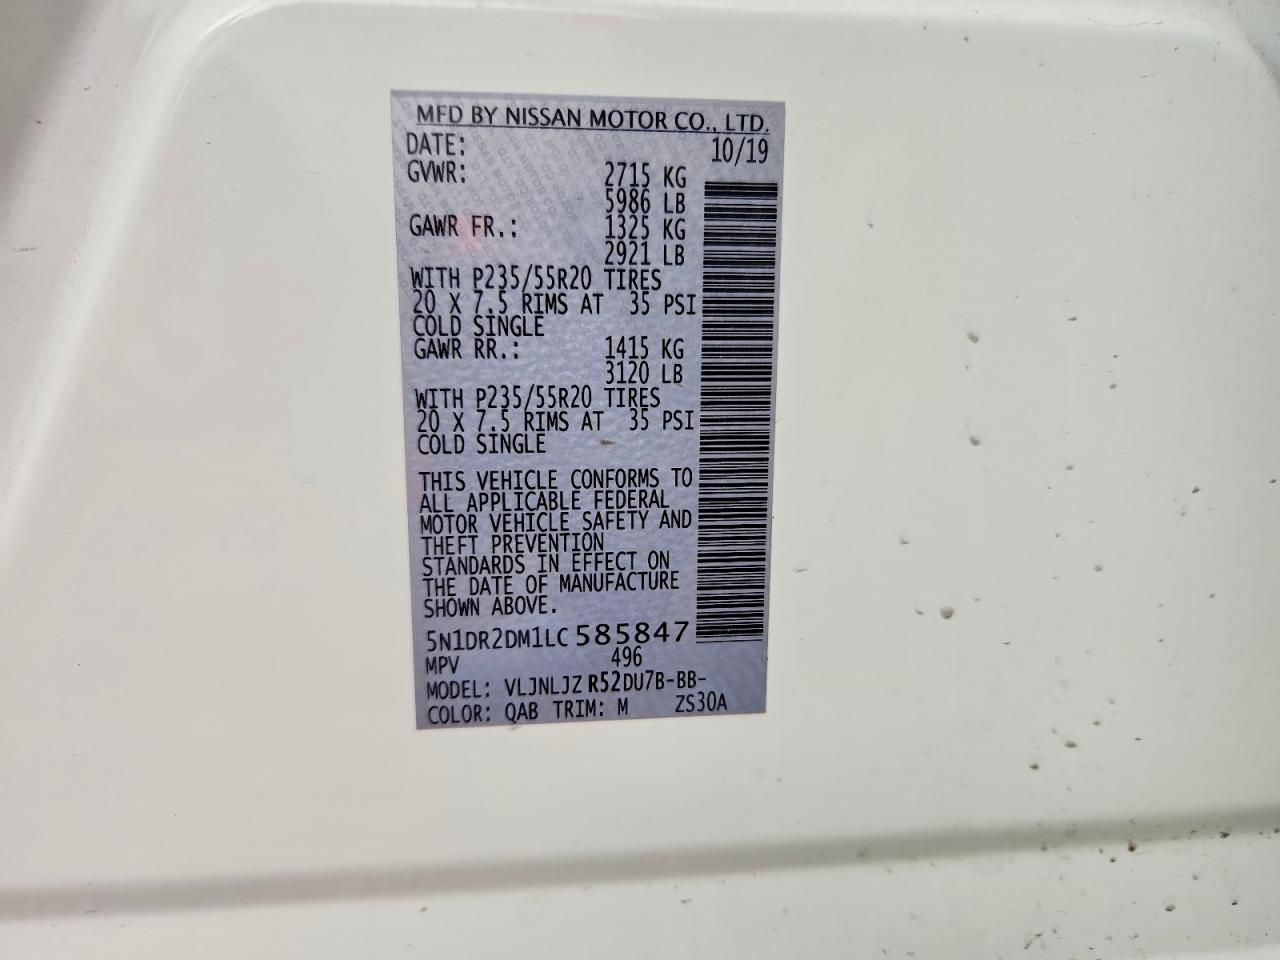 MFD BY NISSAN MOTOR CO., LTD.
DATE: 10/19
GVWR: 2715 KG
5986 LB
GAWR FR.: 1325 KG
2921 LB
WITH P235/55R20 TIRES
20 X 7.5 RIMS AT 35 PSI
COLD SINGLE
GAWR RR.: 1415 KG
3120 LB
WITH P235/55R20 TIRES
20 X 7.5 RIMS AT 35 PSI
COLD SINGLE
THIS VEHICLE CONFORMS TO
ALL APPLICABLE FEDERAL
MOTOR VEHICLE SAFETY AND
THEFT PREVENTION
STANDARDS IN EFFECT ON
THE DATE OF MANUFACTURE
SHOWN ABOVE.
5N1DR2DM1LC585847
MPV 496
MODEL: VLJNLJZ R52DU7B-BB-
COLOR: QAB TRIM: M ZS30A